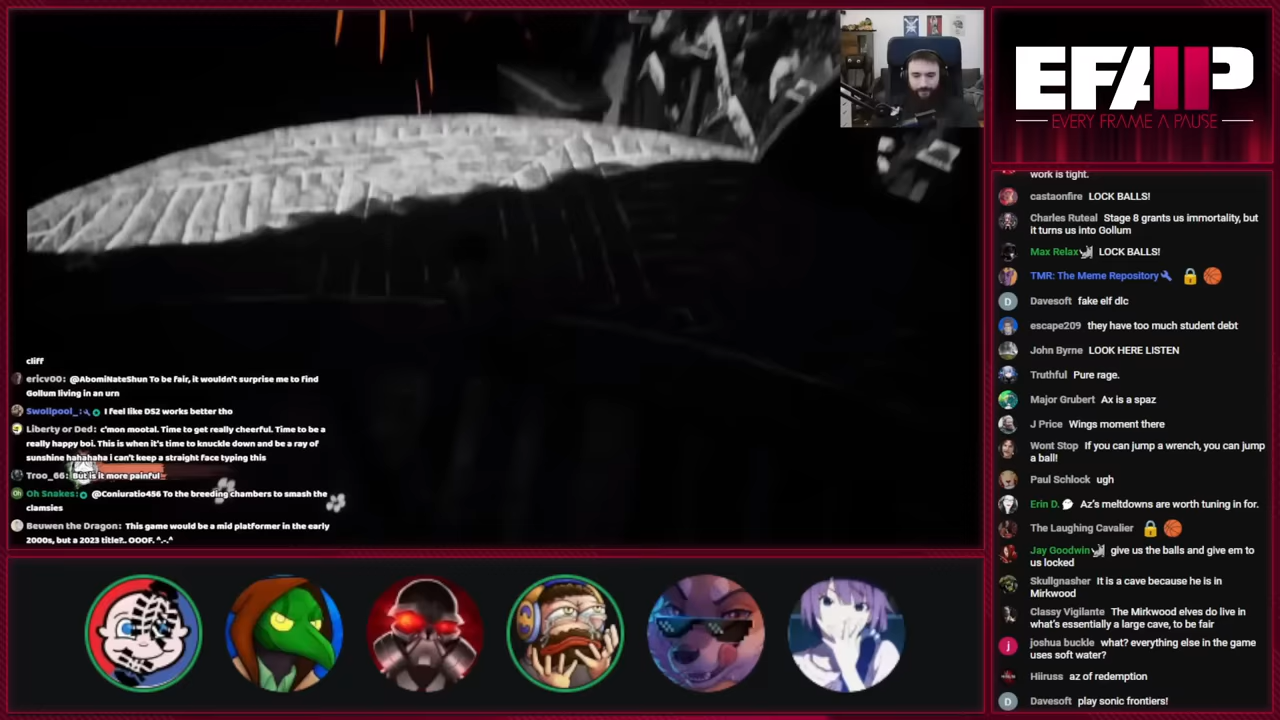 cliff
ericv00: @AbomiNateShun To be fair, it wouldn't surprise me to find
Gollum living in an urn
Swolipool_: I feel like DS2 works better tho
Liberty or Ded: c'mon mootal. Time to get really cheerful. Time to be a
really happy boi. This is when it's time to knuckle down and be a ray of
sunshine hahahaha i can't keep a straight face typing this
Troo_66: But is it more painful
Oh Snakes: @Coniuratio456 To the breeding chambers to smash the
clamsies
Beuwen the Dragon: This game would be a mid platformer in the early
2000s, but a 2023 title?.. OOOF. ^.-.^
EFAP
EVERY FRAME A PAUSE
work is tight.
castaonfire LOCK BALLS!
Charles Ruteal Stage 8 grants us immortality, but
it turns us into Gollum
Max Relax LOCK BALLS!
TMR: The Meme Repository
D
Davesoft fake elf dlc
escape209 they have too much student debt
John Byrne LOOK HERE LISTEN
Truthful Pure rage.
Major Grubert Ax is a spaz
J Price Wings moment there
Wont Stop If you can jump a wrench, you can jump
a ball!
Paul Schlock ugh
Erin D. Az's meltdowns are worth tuning in for.
The Laughing Cavalier
Jay Goodwin give us the balls and give em to
us locked
Skullgnasher It is a cave because he is in
Mirkwood
Classy Vigilante The Mirkwood elves do live in
what's essentially a large cave, to be fair
j
joshua buckle what? everything else in the game
uses soft water?
Hiiruss az of redemption
D
Davesoft play sonic frontiers!